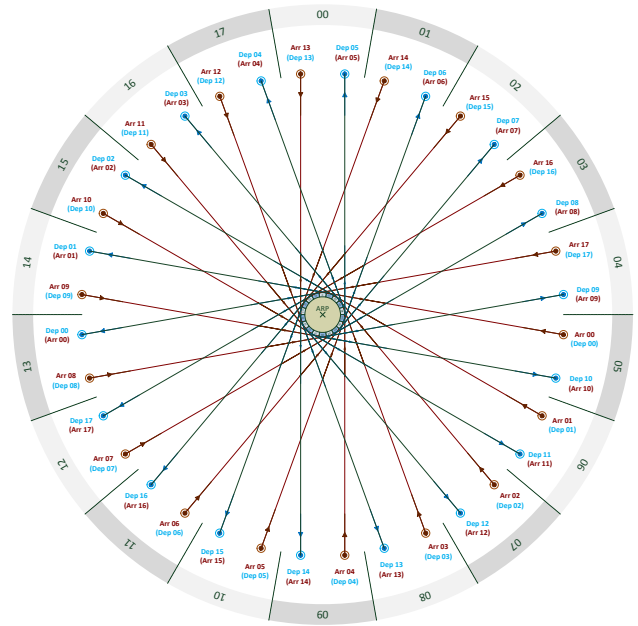 00
17
01
Dep 04
(Arr 04)
Arr 13
(Dep 13)
Dep 05
(Arr 05)
Arr 14
(Dep 14)
Arr 12
(Dep 12)
Dep 06
(Arr 06)
16
02
Dep 03
(Arr 03)
Arr 15
(Dep 15)
Arr 11
(Dep 11)
Dep 07
(Arr 07)
15
03
Dep 02
(Arr 02)
Arr 16
(Dep 16)
Arr 10
(Dep 10)
Dep 08
(Arr 08)
14
04
Dep 01
(Arr 01)
Arr 17
(Dep 17)
Arr 09
(Dep 09)
Dep 09
(Arr 09)
ARP
Dep 00
(Arr 00)
Arr 00
(Dep 00)
13
05
Arr 08
(Dep 08)
Dep 10
(Arr 10)
Dep 17
(Arr 17)
Arr 01
(Dep 01)
12
06
Arr 07
(Dep 07)
Dep 11
(Arr 11)
Dep 16
(Arr 16)
Arr 02
(Dep 02)
11
07
Arr 06
(Dep 06)
Dep 12
(Arr 12)
Dep 15
(Arr 15)
Arr 03
(Dep 03)
Arr 05
(Dep 05)
Dep 14
(Arr 14)
Arr 04
(Dep 04)
Dep 13
(Arr 13)
10
08
09